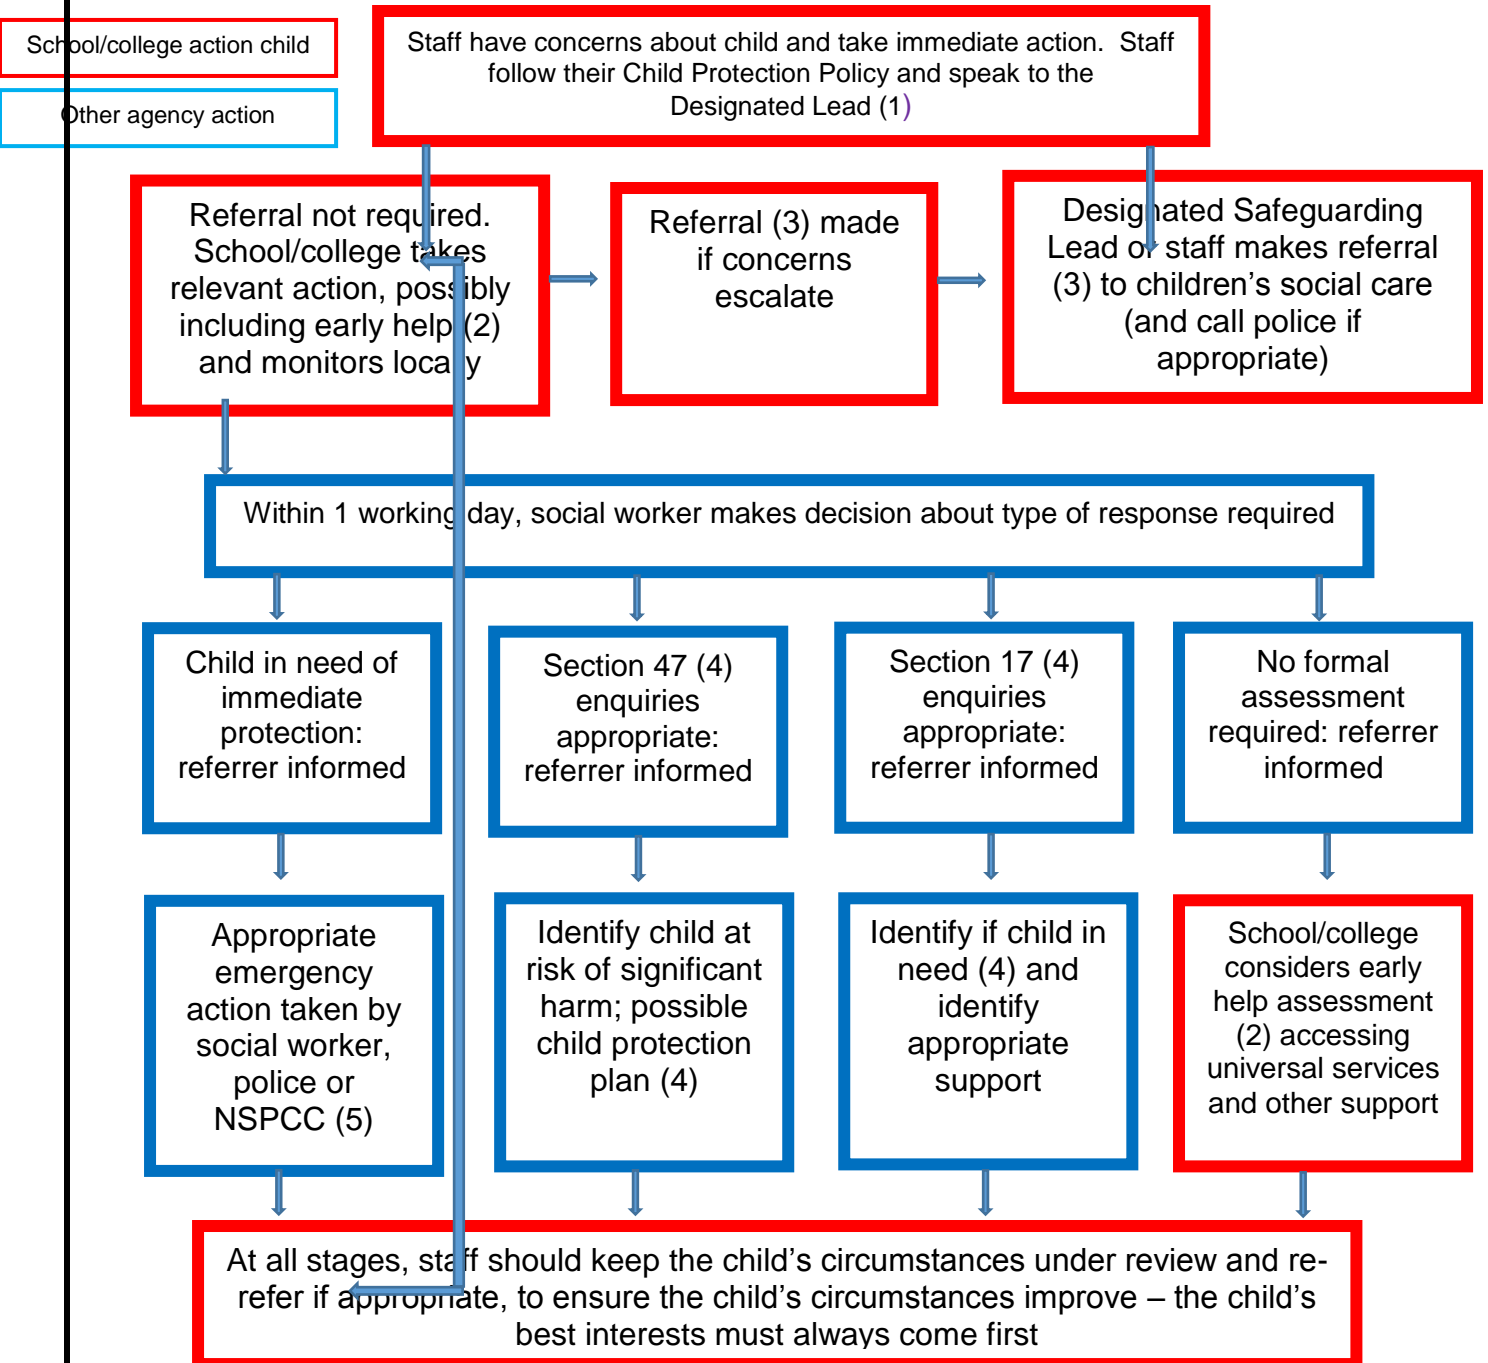 School/college action child
Other agency action
Staff have concerns about child and take immediate action.  Staff
follow their Child Protection Policy and speak to the
Designated Lead (1)
Referral not required.
School/college takes
relevant action, possibly
including early help (2)
and monitors locally
Referral (3) made
if concerns
escalate
Designated Safeguarding
Lead or staff makes referral
(3) to children’s social care
(and call police if
appropriate)
Within 1 working day, social worker makes decision about type of response required
Child in need of
immediate
protection:
referrer informed
Section 47 (4)
enquiries
appropriate:
referrer informed
Section 17 (4)
enquiries
appropriate:
referrer informed
No formal
assessment
required: referrer
informed
Appropriate
emergency
action taken by
social worker,
police or
NSPCC (5)
Identify child at
risk of significant
harm; possible
child protection
plan (4)
Identify if child in
need (4) and
identify
appropriate
support
School/college
considers early
help assessment
(2) accessing
universal services
and other support
At all stages, staff should keep the child’s circumstances under review and re-
refer if appropriate, to ensure the child’s circumstances improve – the child’s
best interests must always come first